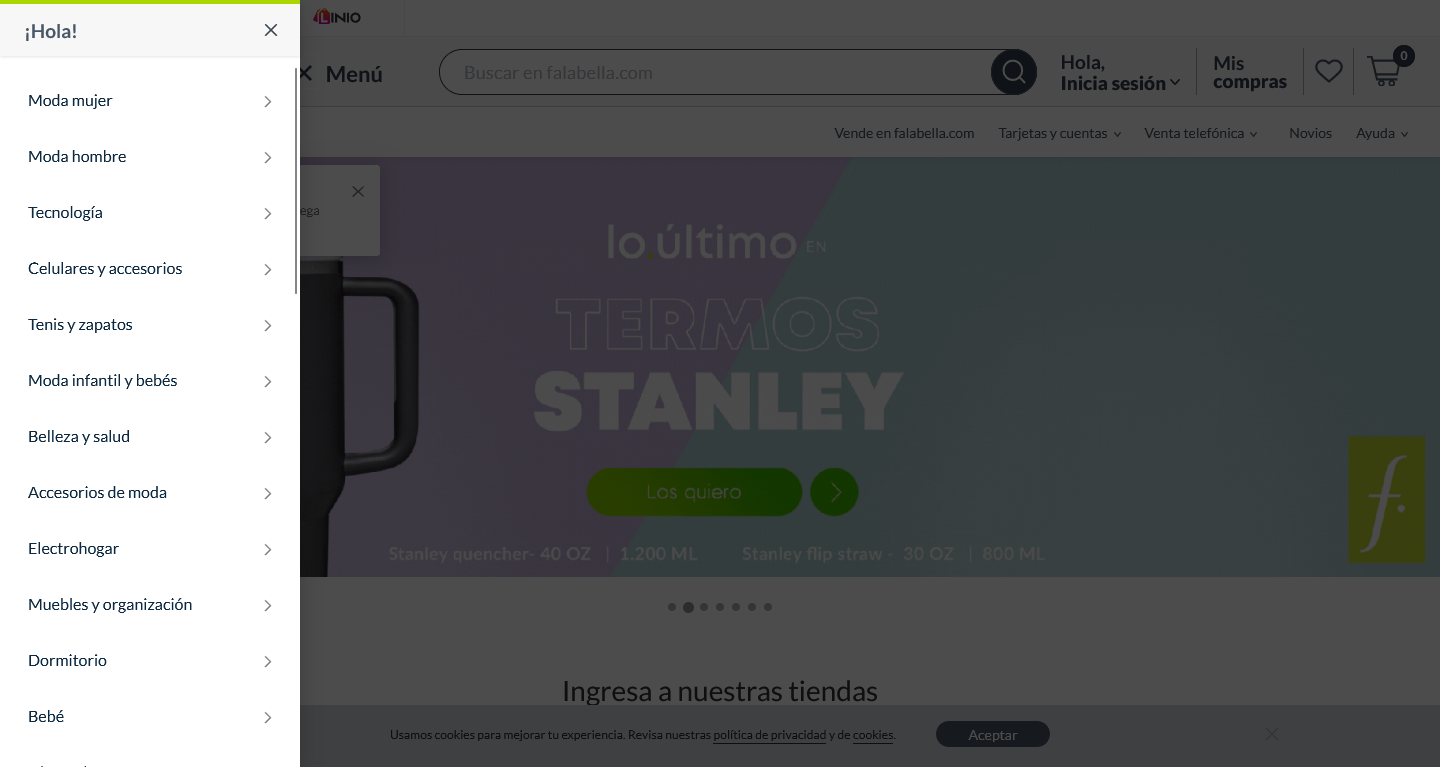 ¡Hola!
LINIO
Menú
Buscar en falabella.com
Hola,
Inicia sesión
Mis
compras
0
Vende en falabella.com
Tarjetas y cuentas
Venta telefónica
Novios
Ayuda
Moda mujer
Moda hombre
Tecnología
Celulares y accesorios
Tenis y zapatos
Moda infantil y bebés
Belleza y salud
Accesorios de moda
Electrohogar
Muebles y organización
Dormitorio
Bebé
ega
lo.último EN
TERMOS
STANLEY
Los quiero
f.
Stanley quencher- 40 OZ | 1.200 ML
Stanley flip straw - 30 OZ | 800 ML
Ingresa a nuestras tiendas
Usamos cookies para mejorar tu experiencia. Revisa nuestras política de privacidad y de cookies.
Aceptar